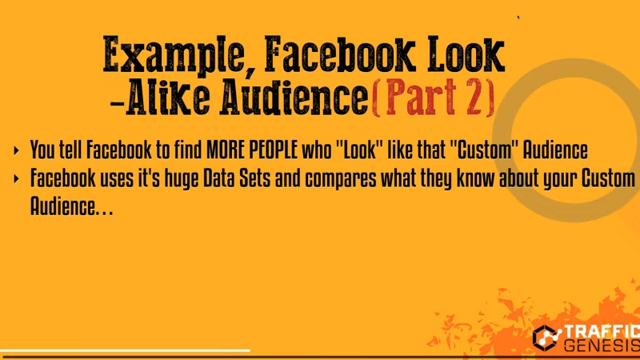 Example, Facebook Look
-Alike Audience(Part 2)
You tell Facebook to find MORE PEOPLE who "Look" like that "Custom" Audience
Facebook uses it's huge Data Sets and compares what they know about your Custom
Audience...
TRAFFIC
GENESIS